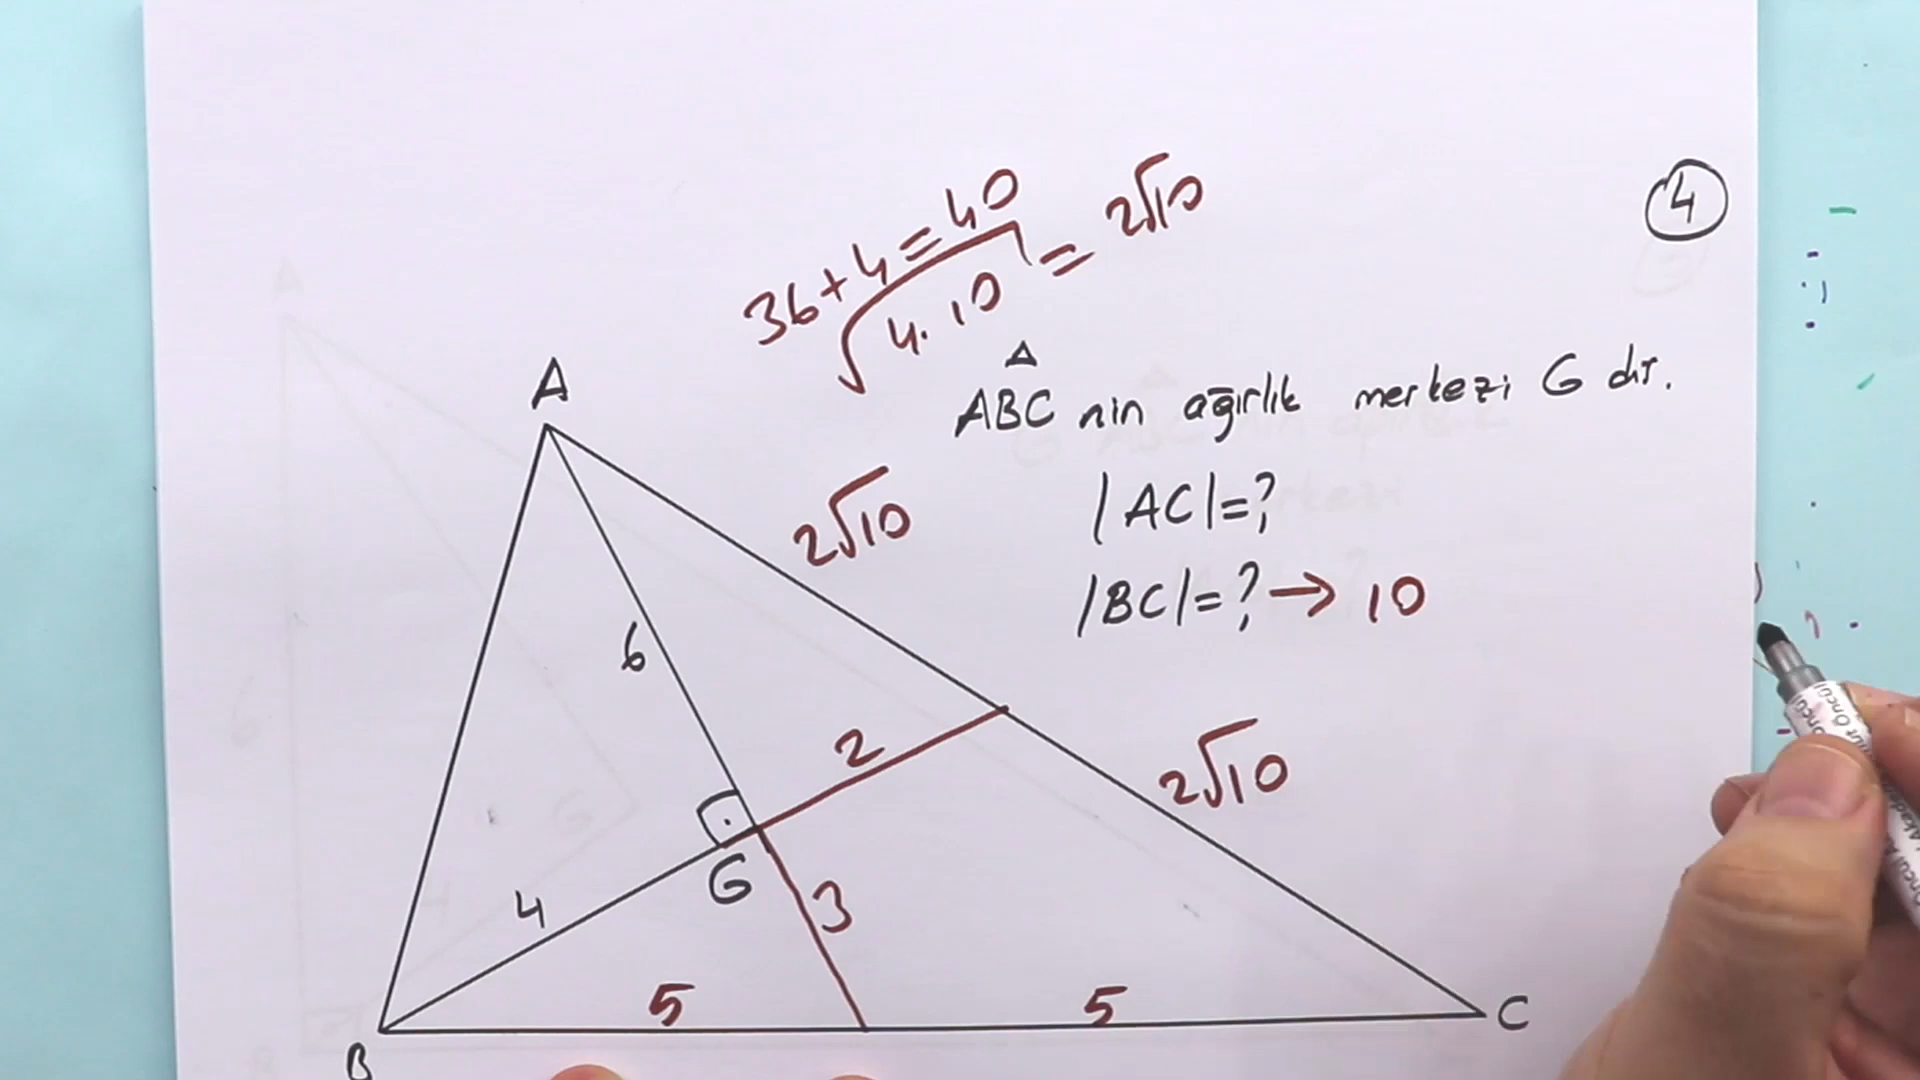 4
36+4=40
√4.10 = 2√10
A
ABC nin ağırlık merkezi G dir.
2√10
|AC|=?
|BC|=? → 10
6
2
2√10
G
4
3
5
5
C
B